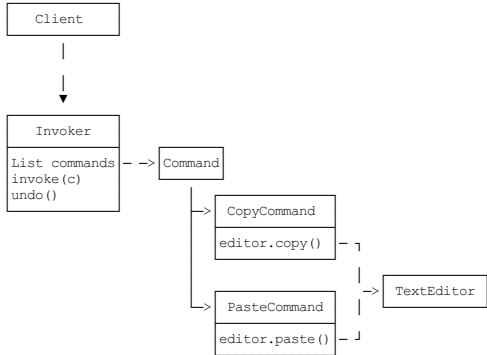 Client
Invoker
List commands
invoke(c)
undo()
Command
CopyCommand
editor.copy()
TextEditor
PasteCommand
editor.paste()